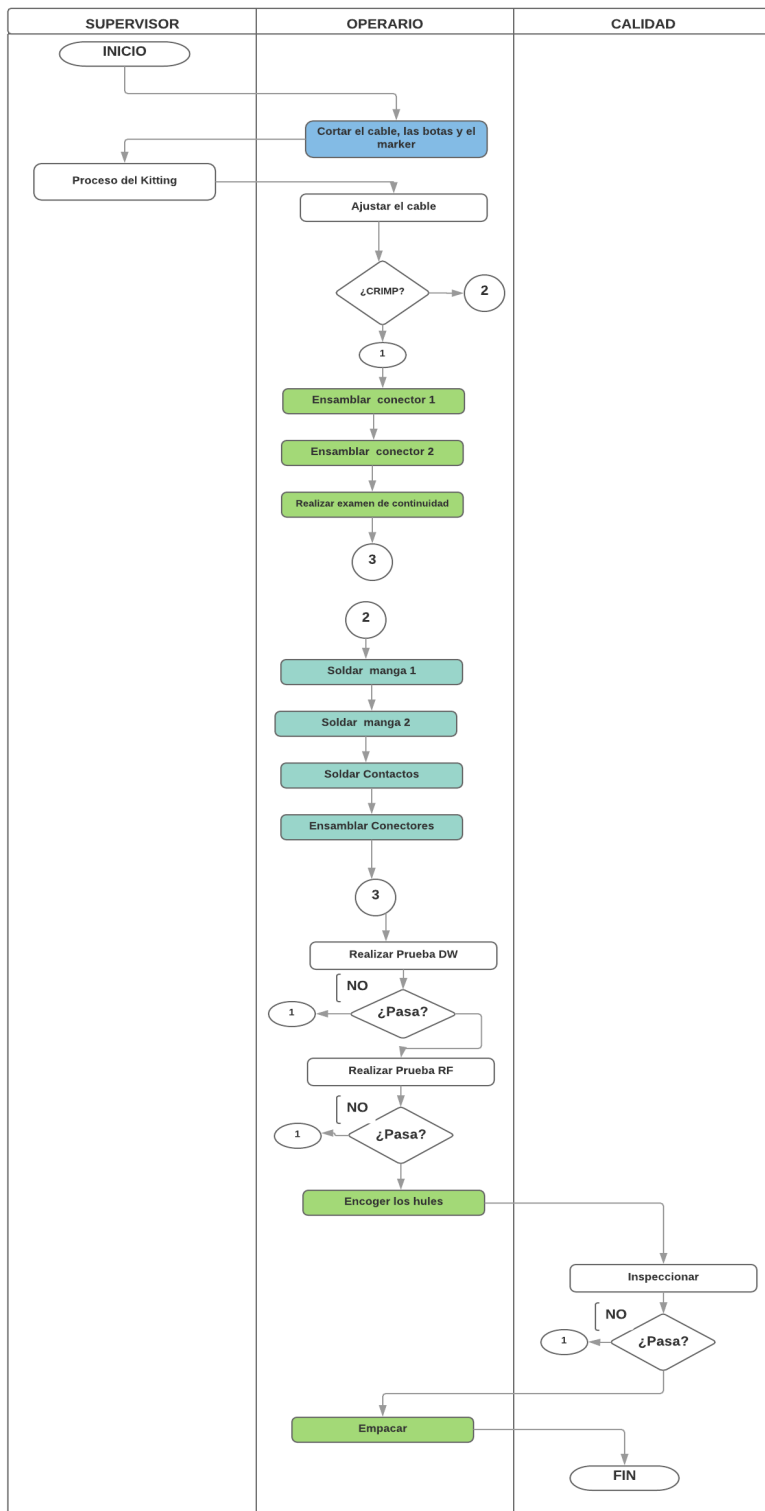 SUPERVISOR
OPERARIO
CALIDAD
INICIO
Cortar el cable, las botas y el
marker
Proceso del Kitting
Ajustar el cable
¿CRIMP?
2
1
Ensamblar conector 1
Ensamblar conector 2
Realizar examen de continuidad
3
2
Soldar manga 1
Soldar manga 2
Soldar Contactos
Ensamblar Conectores
3
Realizar Prueba DW
NO
1
¿Pasa?
Realizar Prueba RF
NO
1
¿Pasa?
Encoger los hules
Inspeccionar
NO
1
¿Pasa?
Empacar
FIN